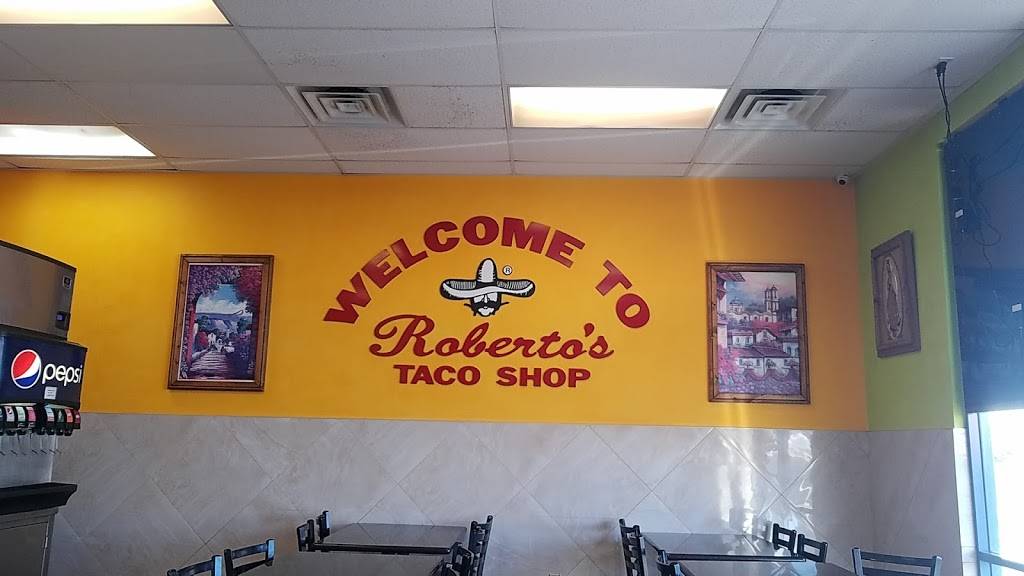 WELCOME TO
®
Roberto's
TACO SHOP
pepsi